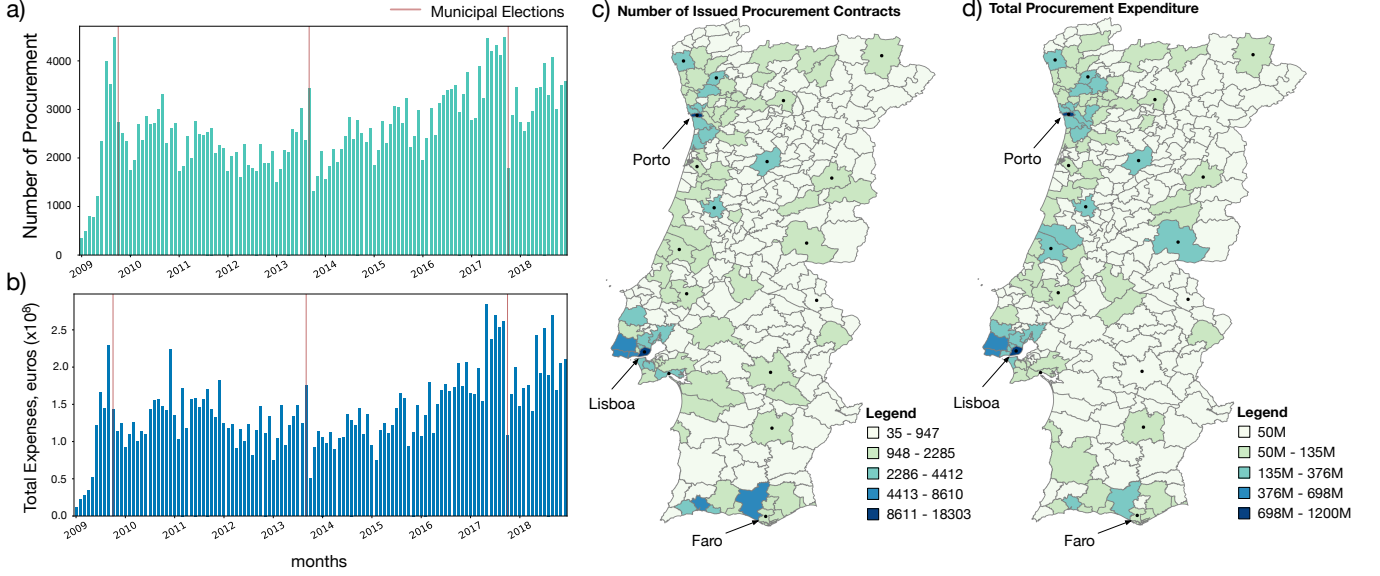 a)
Municipal Elections
Number of Procurement
4000
3000
2000
1000
0
2009 2010 2011 2012 2013 2014 2015 2016 2017 2018
b)
Total Expenses, euros (x10⁸)
2.5
2.0
1.5
1.0
0.5
0.0
2009 2010 2011 2012 2013 2014 2015 2016 2017 2018
months
c) Number of Issued Procurement Contracts
Porto
Lisboa
Faro
Legend
35 - 947
948 - 2285
2286 - 4412
4413 - 8610
8611 - 18303
d) Total Procurement Expenditure
Porto
Lisboa
Faro
Legend
50M
50M - 135M
135M - 376M
376M - 698M
698M - 1200M